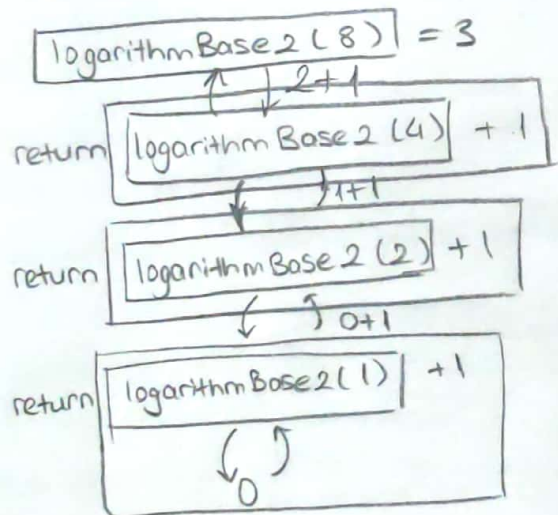 logarithmBase2(8) = 3
2+1
return logarithmBase2(4) + 1
1+1
return logarithmBase2(2) + 1
0+1
return logarithmBase2(1) +1
0